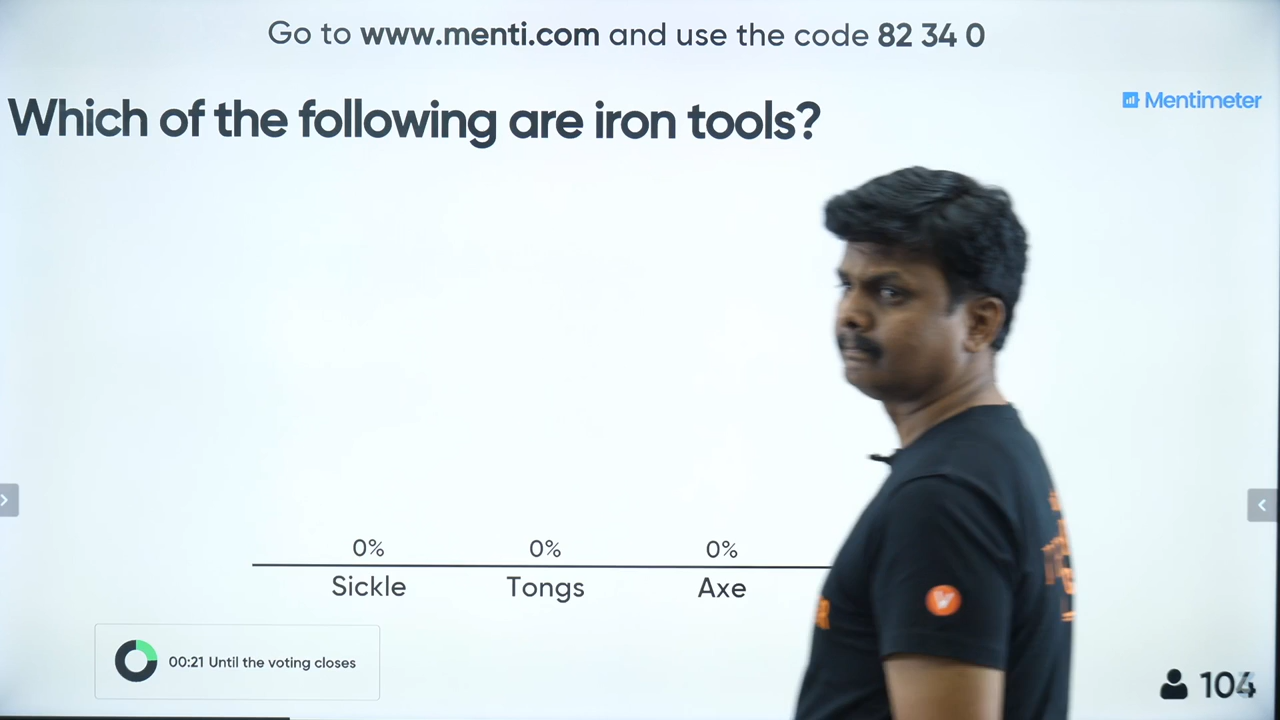 Go to www.menti.com and use the code 82 34 0
Mentimeter
Which of the following are iron tools?
0% 0% 0%
Sickle Tongs Axe
00:21 Until the voting closes
104